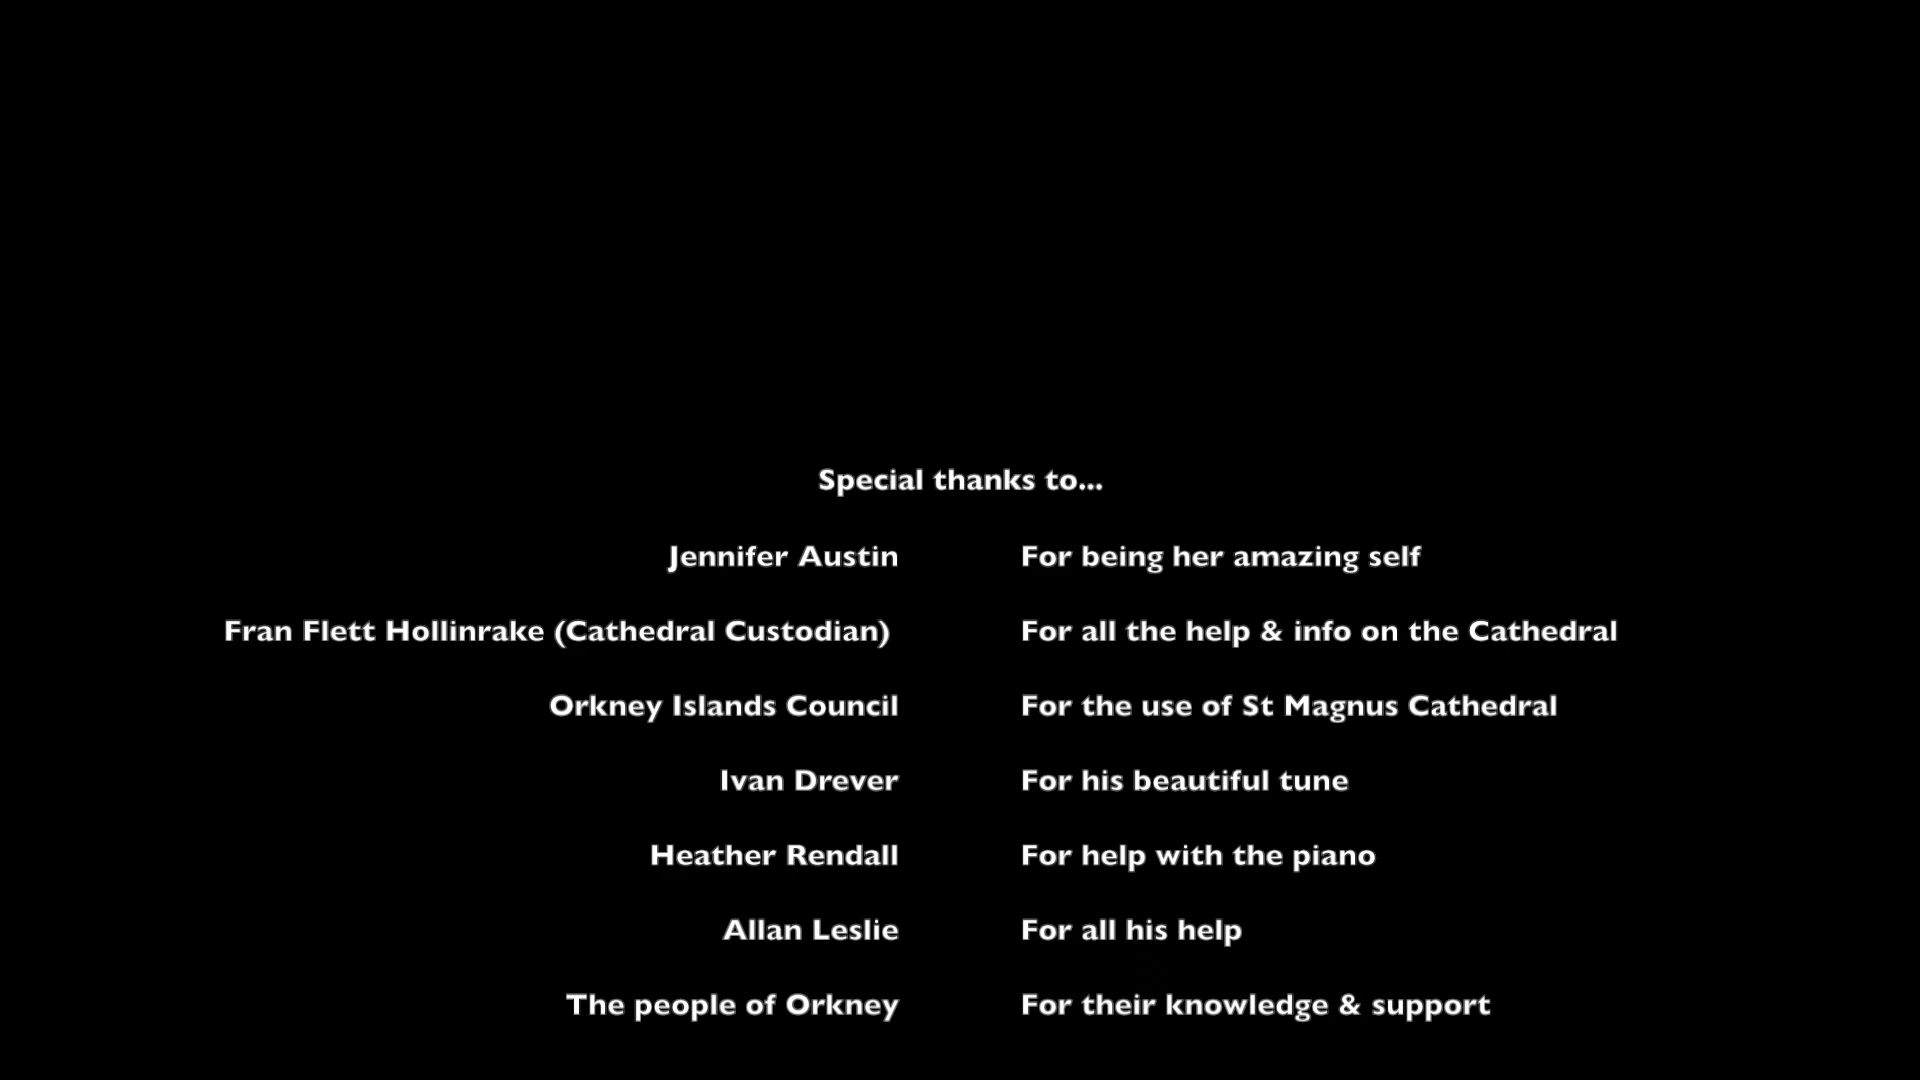 Special thanks to...
Jennifer Austin For being her amazing self
Fran Flett Hollinrake (Cathedral Custodian) For all the help & info on the Cathedral
Orkney Islands Council For the use of St Magnus Cathedral
Ivan Drever For his beautiful tune
Heather Rendall For help with the piano
Allan Leslie For all his help
The people of Orkney For their knowledge & support